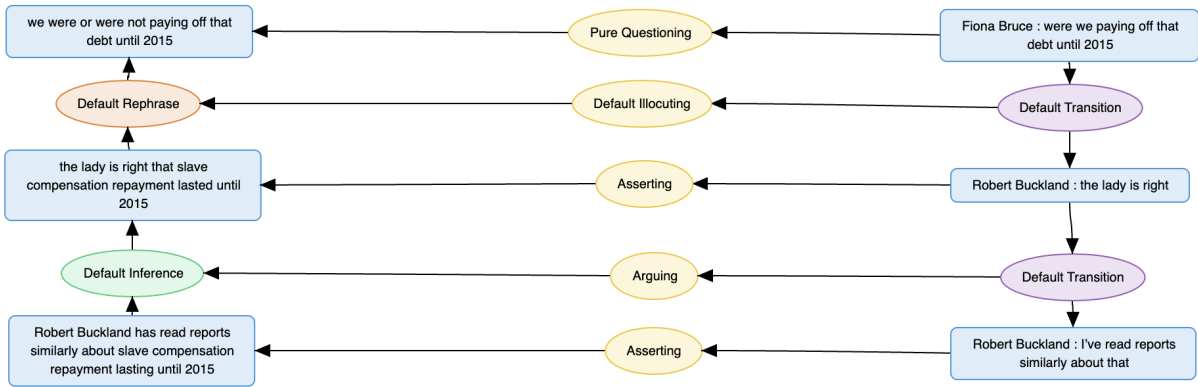 we were or were not paying off that
debt until 2015
Pure Questioning
Fiona Bruce : were we paying off that
debt until 2015
Default Rephrase
Default Illocuting
Default Transition
the lady is right that slave
compensation repayment lasted until
2015
Asserting
Robert Buckland : the lady is right
Default Inference
Arguing
Default Transition
Robert Buckland has read reports
similarly about slave compensation
repayment lasting until 2015
Asserting
Robert Buckland : I've read reports
similarly about that